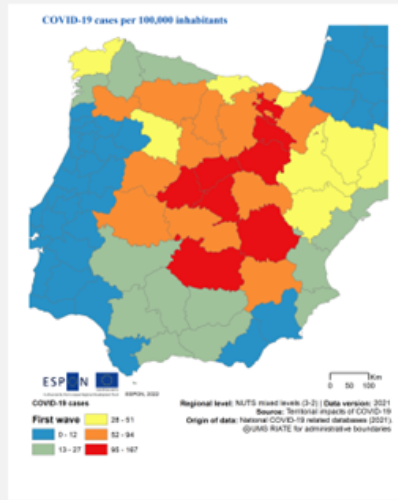 COVID-19 cases per 100,000 inhabitants
ESPON
ESPON, 2022
Km
0 50 100
COVID-19 cases
First wave
28 - 51
0 - 12
52 - 94
13 - 27
95 - 167
Regional level: NUTS mixed levels (3-2) | Data version: 2021
Source: Territorial impacts of COVID-19
Origin of data: National COVID-19 related databases (2021)
@UMS RIATE for administrative boundaries